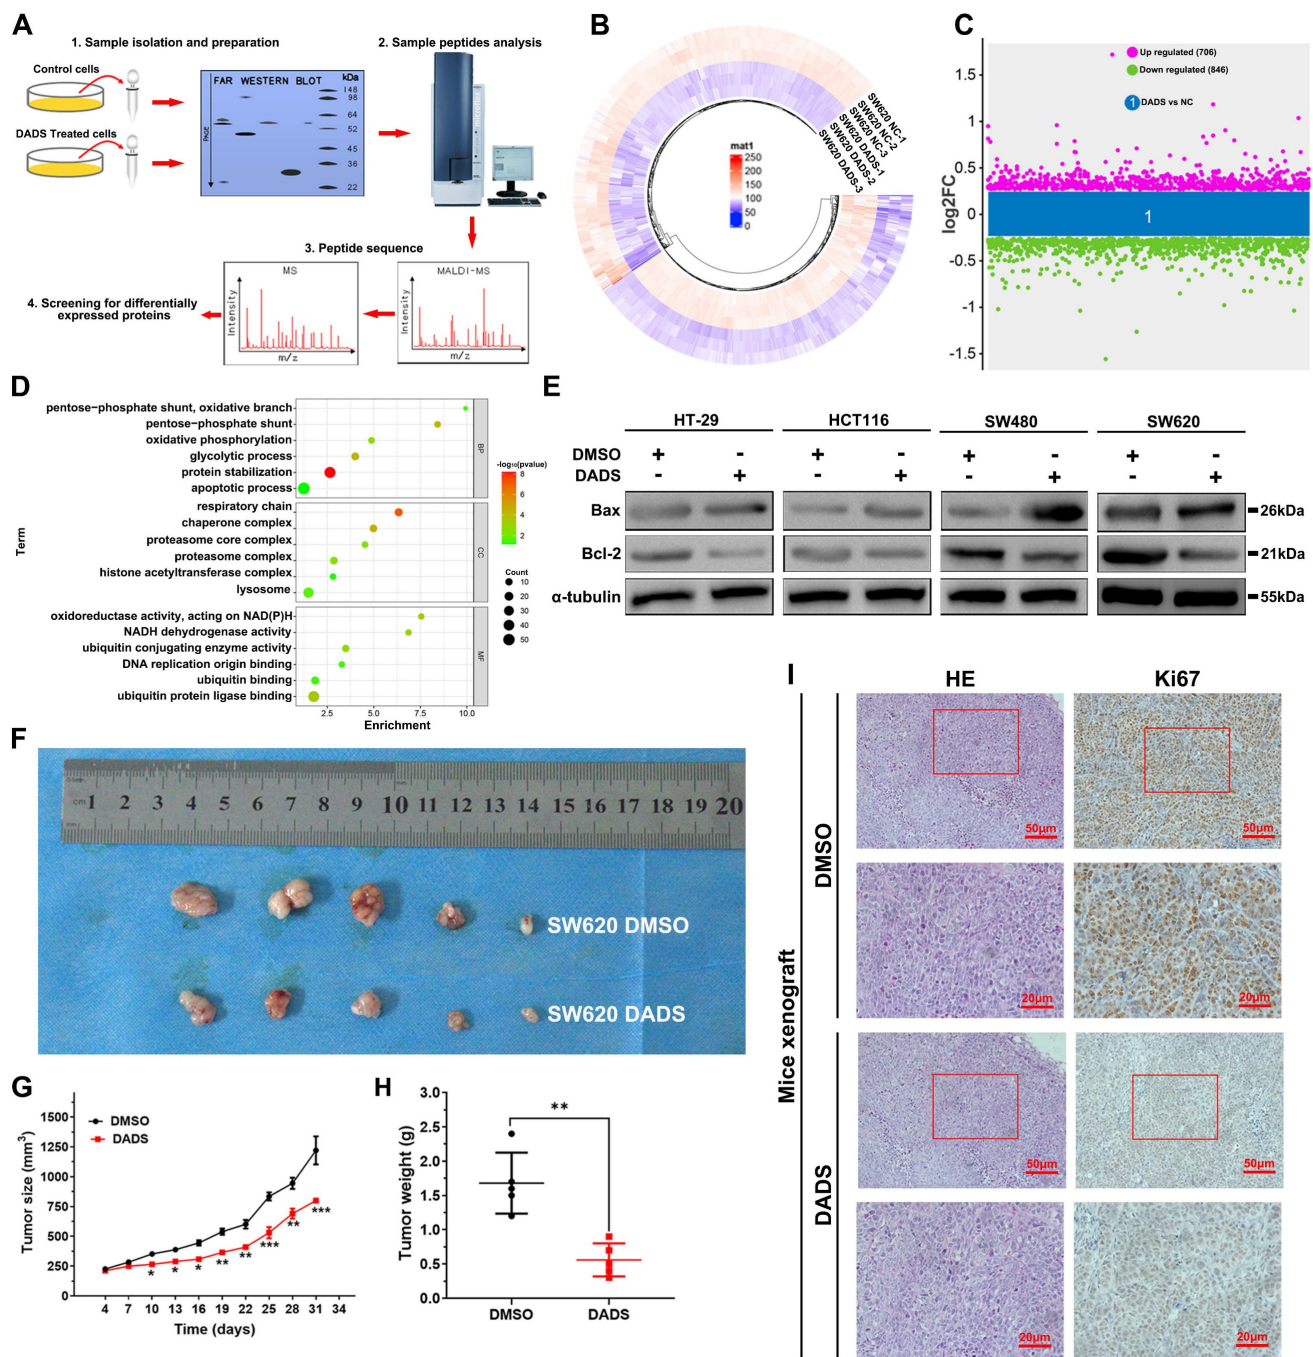 A
1. Sample isolation and preparation
2. Sample peptides analysis
Control cells
DADS Treated cells
FAR WESTERN BLOT
kDa
PAGE
148
98
64
52
45
36
22
3. Peptide sequence
MS
Intensity
m/z
MALDI-MS
Intensity
m/z
4. Screening for differentially
expressed proteins
B
SW620 NC-1
SW620 NC-2
SW620 NC-3
SW620 DADS-1
SW620 DADS-2
SW620 DADS-3
mat1
250
200
150
100
50
0
C
Up regulated (706)
Down regulated (846)
1 DADS vs NC
log2FC
1.5
1
0.5
0
-0.5
-1
-1.5
1
D
Term
pentose−phosphate shunt, oxidative branch
pentose−phosphate shunt
oxidative phosphorylation
glycolytic process
protein stabilization
apoptotic process
BP
respiratory chain
chaperone complex
proteasome core complex
proteasome complex
histone acetyltransferase complex
lysosome
CC
oxidoreductase activity, acting on NAD(P)H
NADH dehydrogenase activity
ubiquitin conjugating enzyme activity
DNA replication origin binding
ubiquitin binding
ubiquitin protein ligase binding
MF
2.5 5.0 7.5 10.0
Enrichment
-log10(pvalue)
8
6
4
2
Count
10
20
30
40
50
E
HT-29 HCT116 SW480 SW620
DMSO + - + - + - + -
DADS - + - + - + - +
Bax 26kDa
Bcl-2 21kDa
α-tubulin 55kDa
F
cm 1 2 3 4 5 6 7 8 9 10 11 12 13 14 15 16 17 18 19 20
SW620 DMSO
SW620 DADS
G
DMSO
DADS
Tumor size (mm³)
1500
1250
1000
750
500
250
0
* * * ** ** *** ** ***
4 7 10 13 16 19 22 25 28 31 34
Time (days)
H
Tumor weight (g)
3.0
2.5
2.0
1.5
1.0
0.5
0.0
**
DMSO DADS
I
HE Ki67
Mice xenograft
DMSO
50μm 50μm
20μm 20μm
DADS
50μm 50μm
20μm 20μm